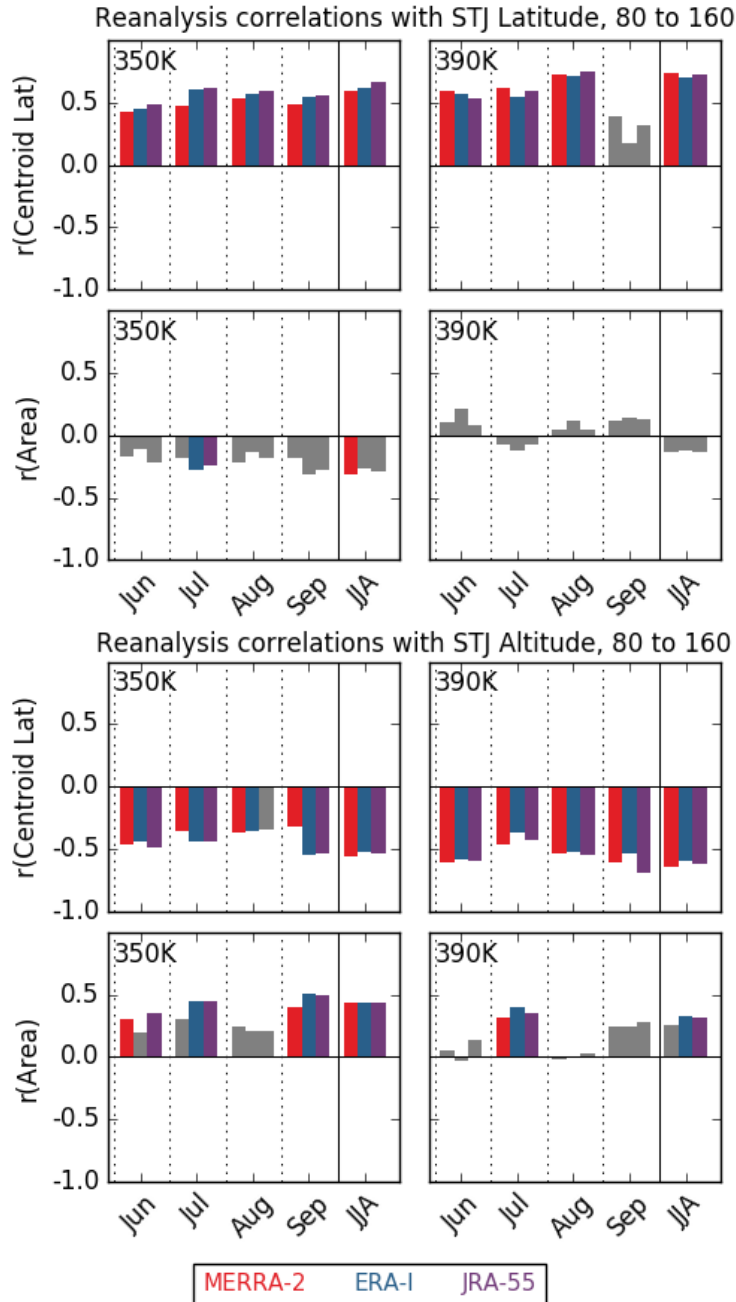 Reanalysis correlations with STJ Latitude, 80 to 160
350K 390K
r(Centroid Lat)
0.5
0.0
-0.5
-1.0
350K 390K
r(Area)
0.5
0.0
-0.5
-1.0
Jun Jul Aug Sep JJA Jun Jul Aug Sep JJA
Reanalysis correlations with STJ Altitude, 80 to 160
350K 390K
r(Centroid Lat)
0.5
0.0
-0.5
-1.0
350K 390K
r(Area)
0.5
0.0
-0.5
-1.0
Jun Jul Aug Sep JJA Jun Jul Aug Sep JJA
MERRA-2 ERA-I JRA-55